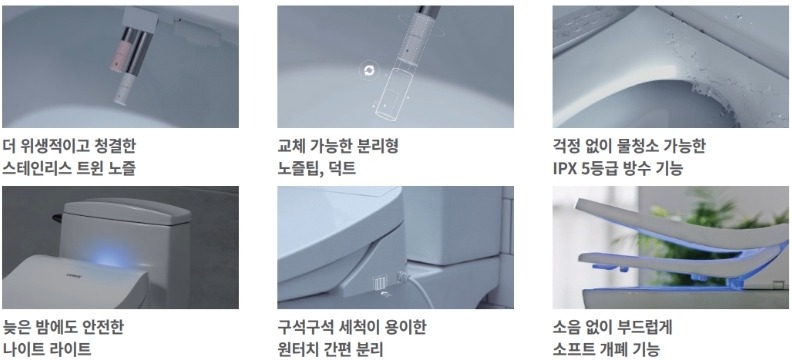 더 위생적이고 청결한
스테인리스 트윈 노즐
교체 가능한 분리형
노즐팁, 덕트
걱정 없이 물청소 가능한
IPX 5등급 방수 기능
늦은 밤에도 안전한
나이트 라이트
구석구석 세척이 용이한
원터치 간편 분리
소음 없이 부드럽게
소프트 개폐 기능